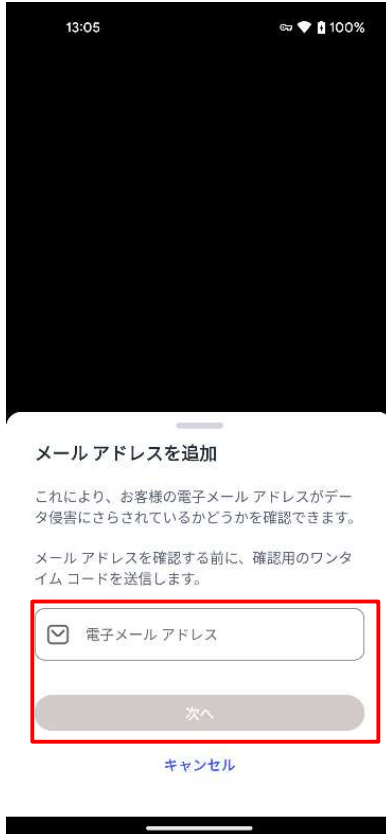 13:05 100%
メール アドレスを追加
これにより、お客様の電子メール アドレスがデー
タ侵害にさらされているかどうかを確認できます。
メール アドレスを確認する前に、確認用のワンタ
イム コードを送信します。
電子メール アドレス
次へ
キャンセル